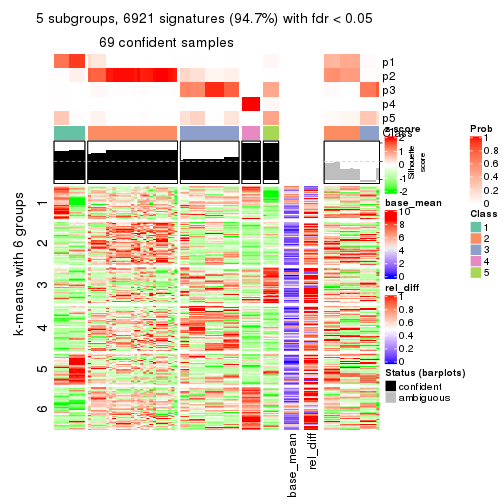 5 subgroups, 6921 signatures (94.7%) with fdr < 0.05
69 confident samples
p1
p2
p3
p4
p5
Class
Silhouette
score
k-means with 6 groups
1
2
3
4
5
6
base_mean
rel_diff
z-score
2
1
0
-1
-2
base_mean
10
8
6
4
2
0
rel_diff
1
0.8
0.6
0.4
0.2
0
Status (barplots)
confident
ambiguous
Prob
1
0.8
0.6
0.4
0.2
0
Class
1
2
3
4
5